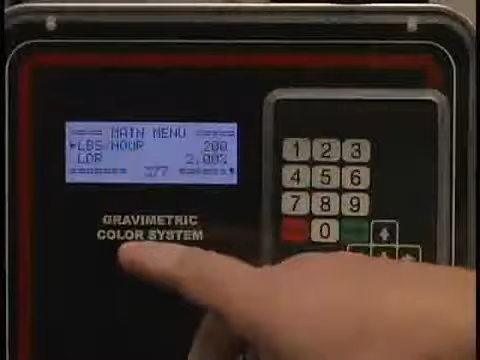 ==== MAIN MENU =====
LBS/HOUR 200
LDR 2.00%
GRAVIMETRIC
COLOR SYSTEM
1 2 3
4 5 6
7 8 9
0